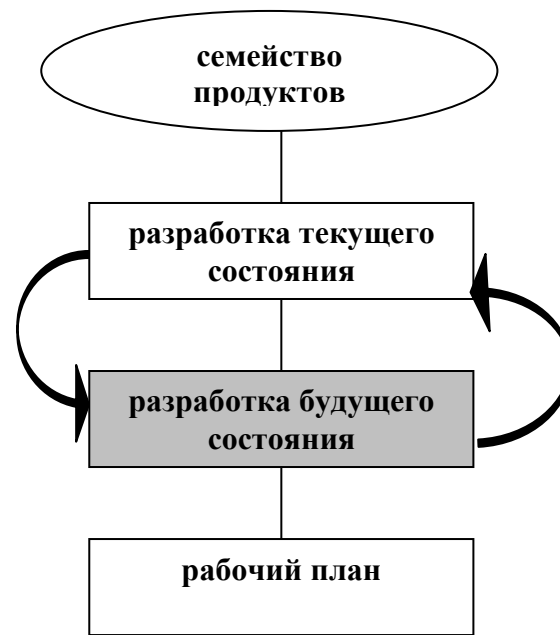 семейство
продуктов
разработка текущего
состояния
разработка будущего
состояния
рабочий план